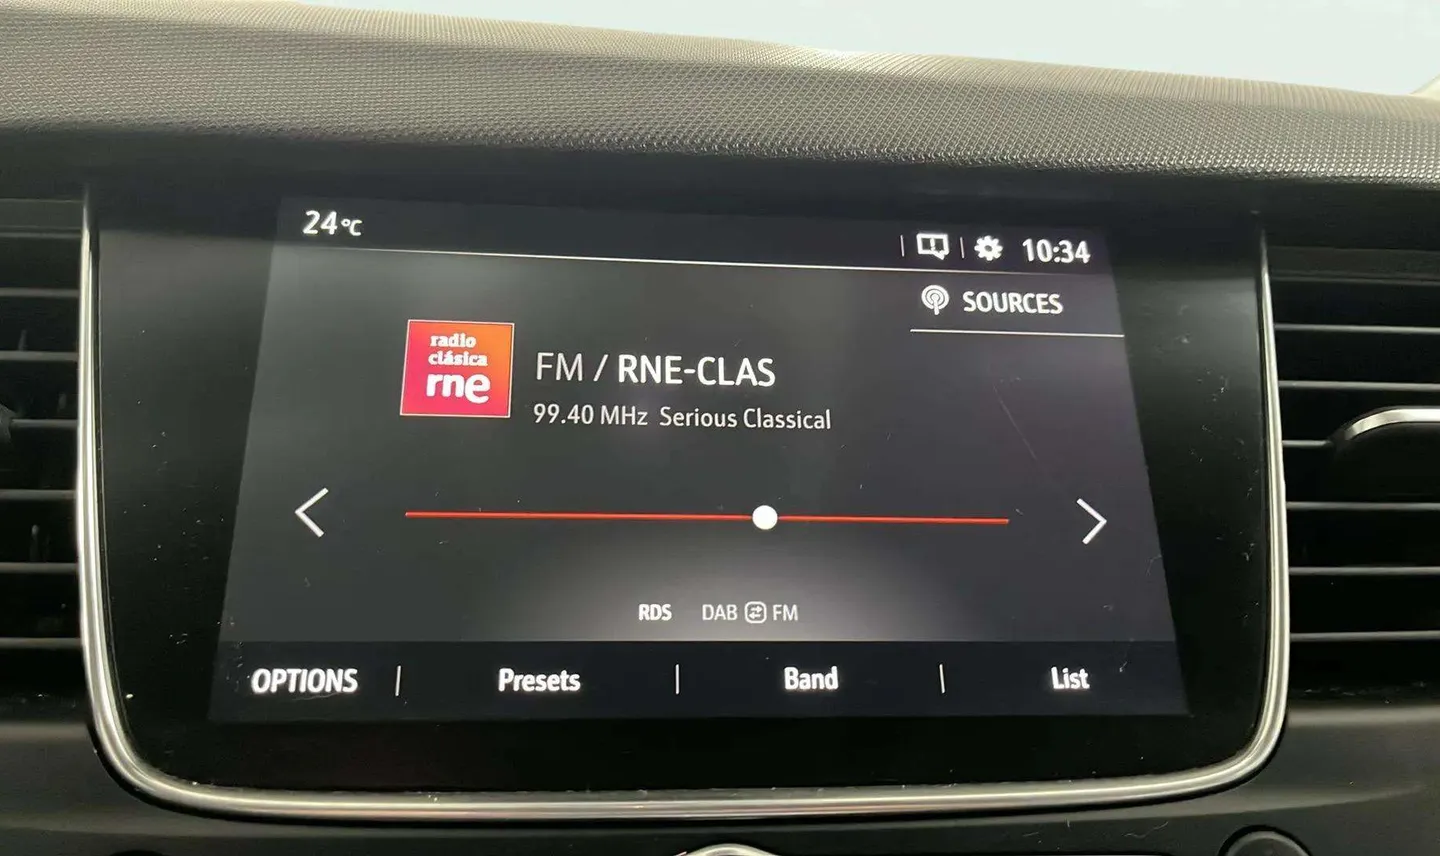 24°C
10:34
SOURCES
radio
clásica
rne
FM / RNE-CLAS
99.40 MHz Serious Classical
RDS DAB FM
OPTIONS | Presets | Band | List